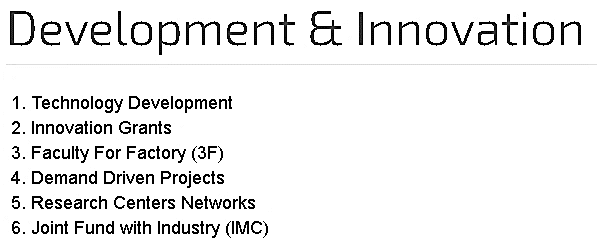 Development & Innovation
1. Technology Development
2. Innovation Grants
3. Faculty For Factory (3F)
4. Demand Driven Projects
5. Research Centers Networks
6. Joint Fund with Industry (IMC)